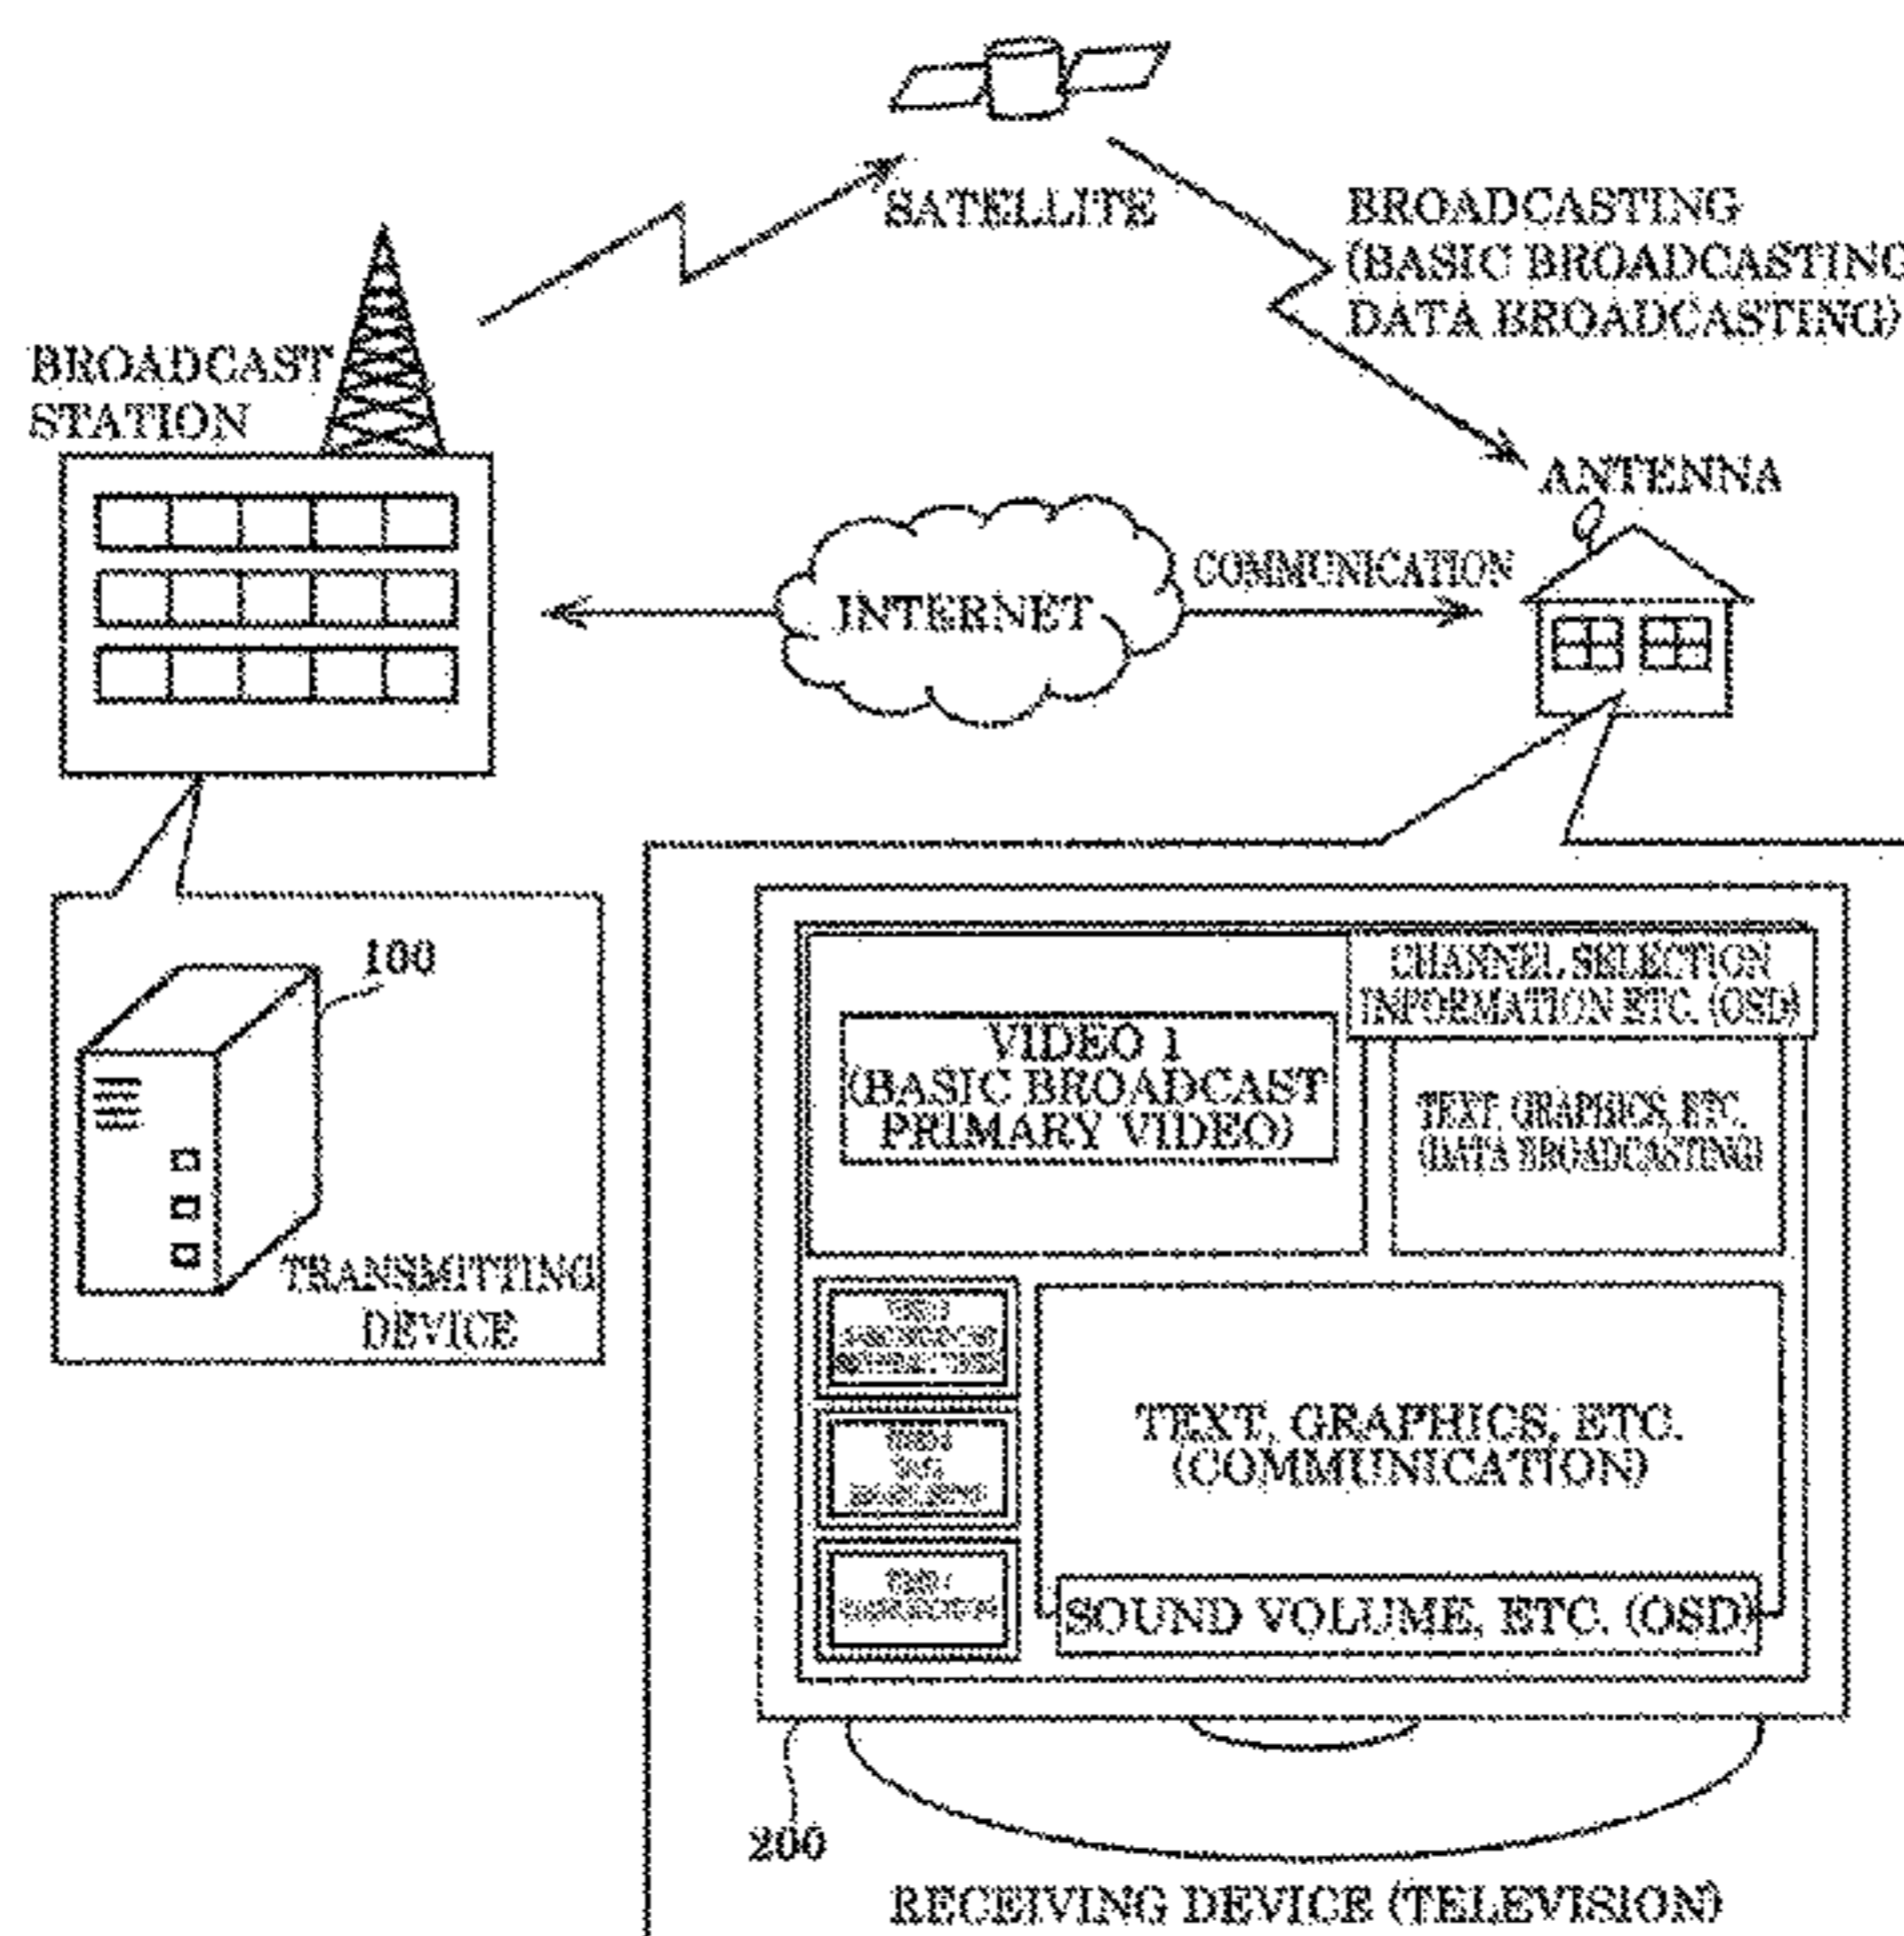 SATELLITE
BROADCASTING
(BASIC BROADCASTING
DATA BROADCASTING)
BROADCAST
STATION
ANTENNA
COMMUNICATION
INTERNET
100
TRANSMITTING
DEVICE
CHANNEL SELECTION
INFORMATION ETC. (OSD)
VIDEO 1
(BASIC BROADCAST
PRIMARY VIDEO)
TEXT, GRAPHICS, ETC.
(DATA BROADCASTING)
TEXT, GRAPHICS, ETC.
(COMMUNICATION)
SOUND VOLUME, ETC. (OSD)
200
RECEIVING DEVICE (TELEVISION)